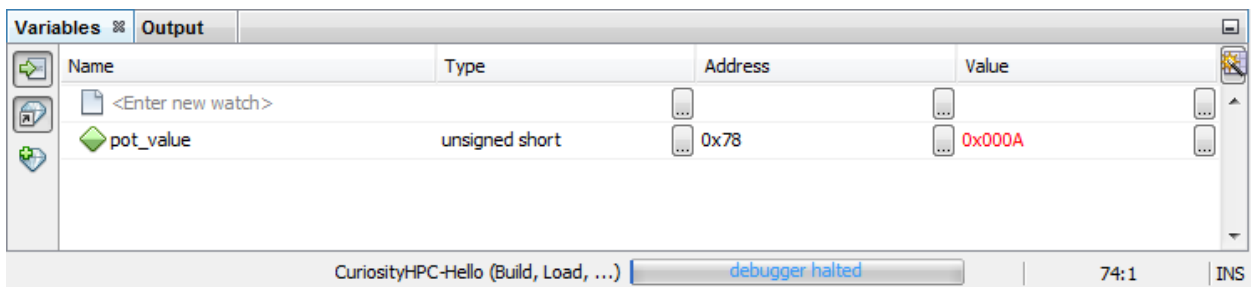 Variables Output
Name Type Address Value
<Enter new watch> ... ... ...
pot_value unsigned short ... 0x78 ... 0x000A ...
CuriosityHPC-Hello (Build, Load, ...) debugger halted 74:1 INS